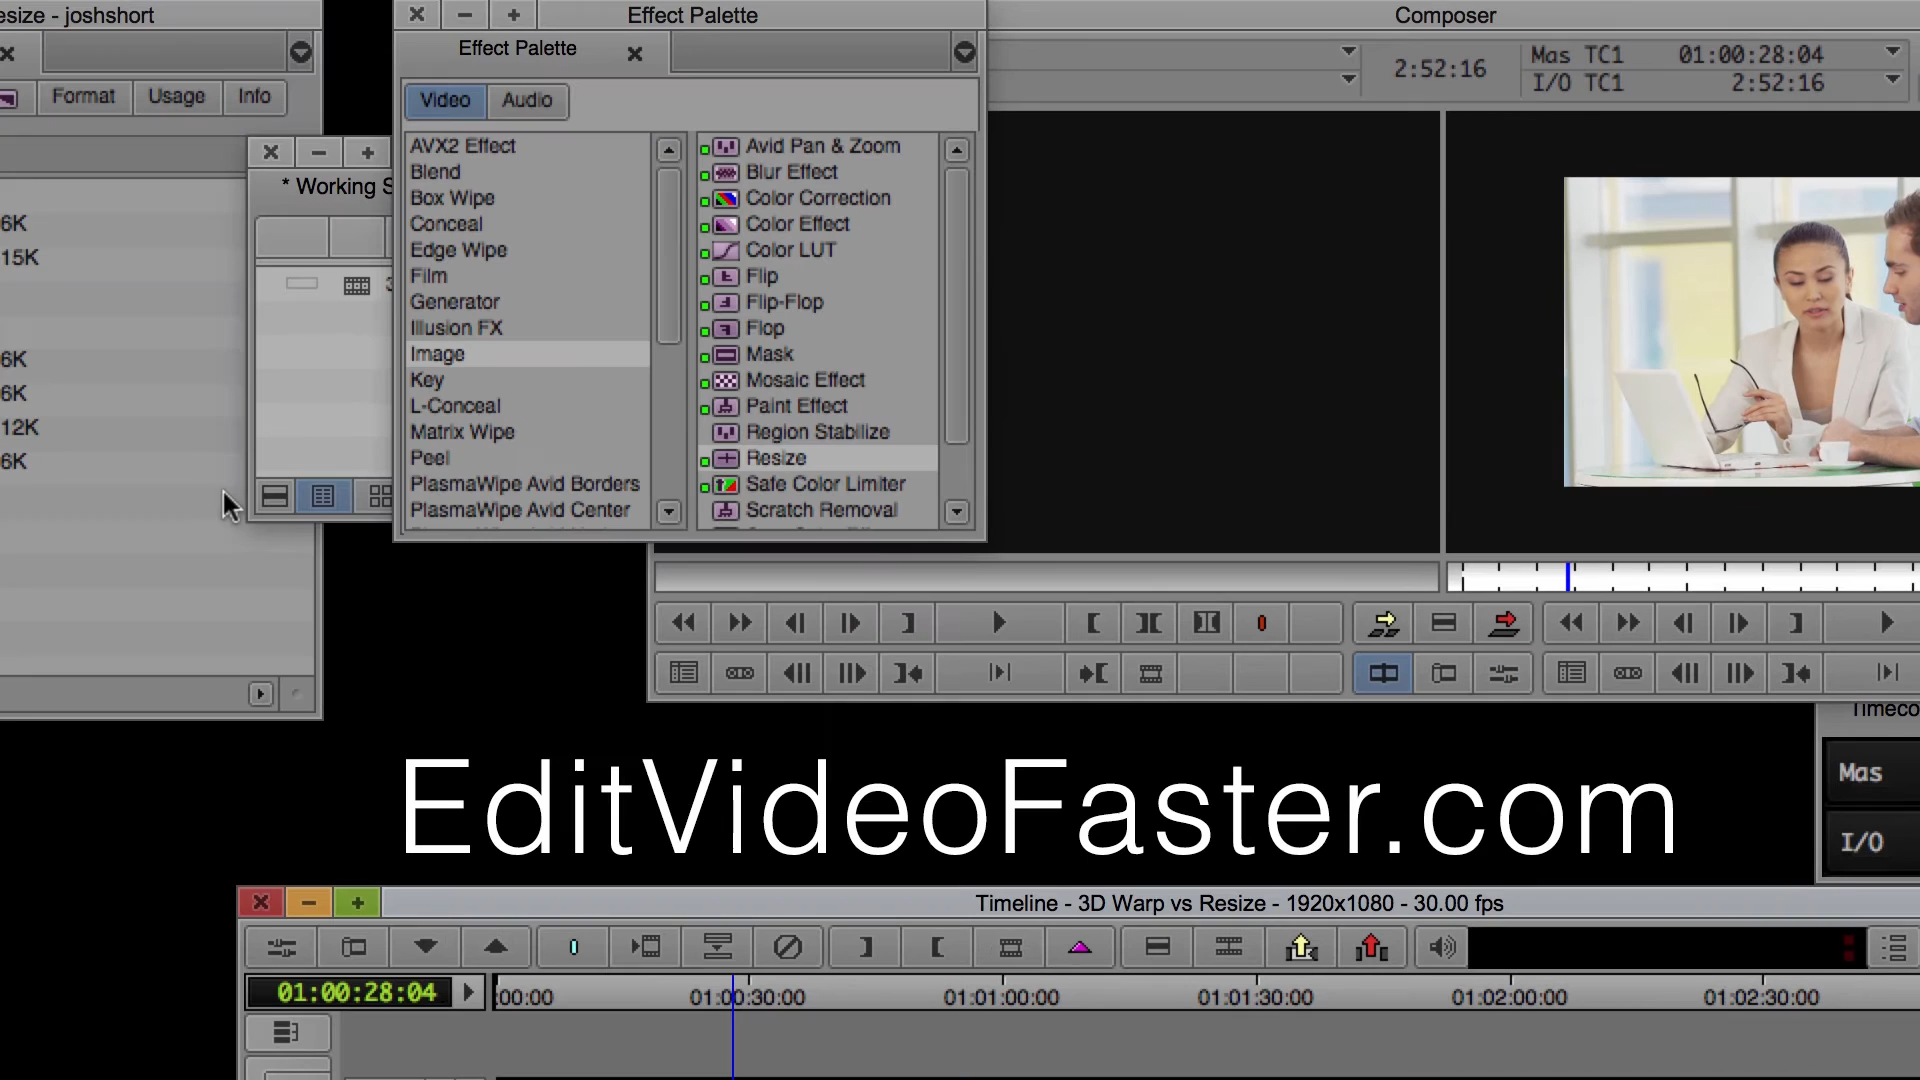 esize - joshshort
Format
Usage
Info
6K
15K
6K
6K
12K
6K
* Working S
Effect Palette
Effect Palette
Video
Audio
AVX2 Effect
Blend
Box Wipe
Conceal
Edge Wipe
Film
Generator
Illusion FX
Image
Key
L-Conceal
Matrix Wipe
Peel
PlasmaWipe Avid Borders
PlasmaWipe Avid Center
Avid Pan & Zoom
Blur Effect
Color Correction
Color Effect
Color LUT
Flip
Flip-Flop
Flop
Mask
Mosaic Effect
Paint Effect
Region Stabilize
Resize
Safe Color Limiter
Scratch Removal
Composer
2:52:16
Mas TC1 01:00:28:04
I/O TC1 2:52:16
Timeco
Mas
I/O
EditVideoFaster.com
Timeline - 3D Warp vs Resize - 1920x1080 - 30.00 fps
01:00:28:04
:00:00
01:00:30:00
01:01:00:00
01:01:30:00
01:02:00:00
01:02:30:00